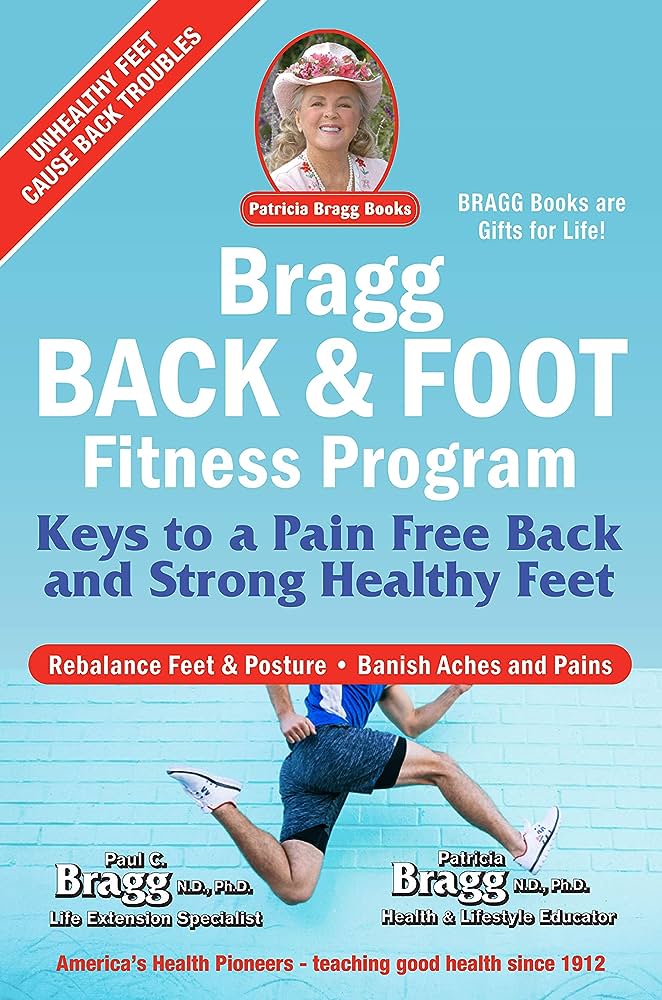 UNHEALTHY FEET
CAUSE BACK TROUBLES
Patricia Bragg Books
BRAGG Books are
Gifts for Life!
Bragg
BACK & FOOT
Fitness Program
Keys to a Pain Free Back
and Strong Healthy Feet
Rebalance Feet & Posture • Banish Aches and Pains
Paul C.
Bragg N.D., Ph.D.
Life Extension Specialist
Patricia
Bragg N.D., Ph.D.
Health & Lifestyle Educator
America's Health Pioneers - teaching good health since 1912